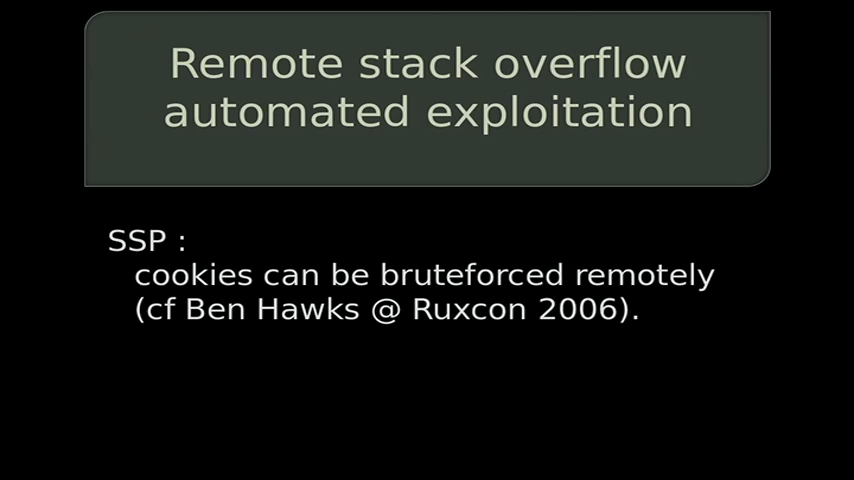 Remote stack overflow
automated exploitation
SSP :
cookies can be bruteforced remotely
(cf Ben Hawks @ Ruxcon 2006).